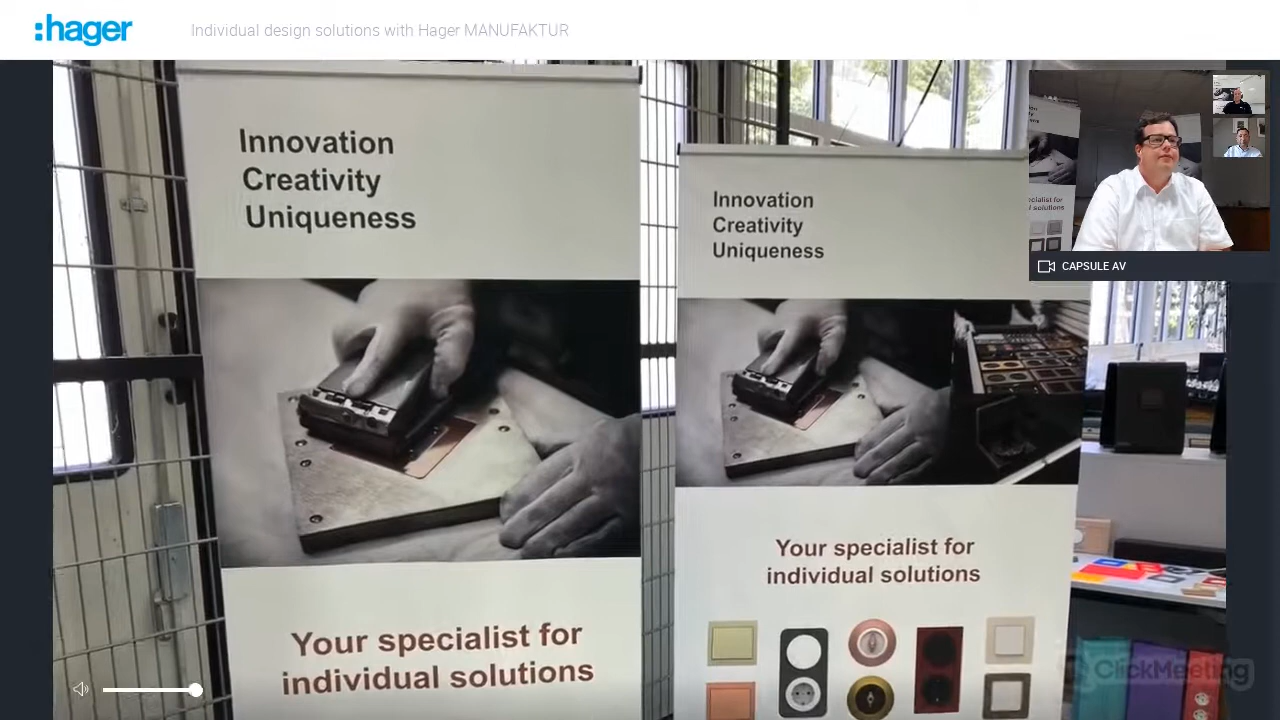 :hager
Individual design solutions with Hager MANUFAKTUR
Innovation
Creativity
Uniqueness
Your specialist for
individual solutions
Innovation
Creativity
Uniqueness
Your specialist for
individual solutions
CAPSULE AV
ClickMeeting